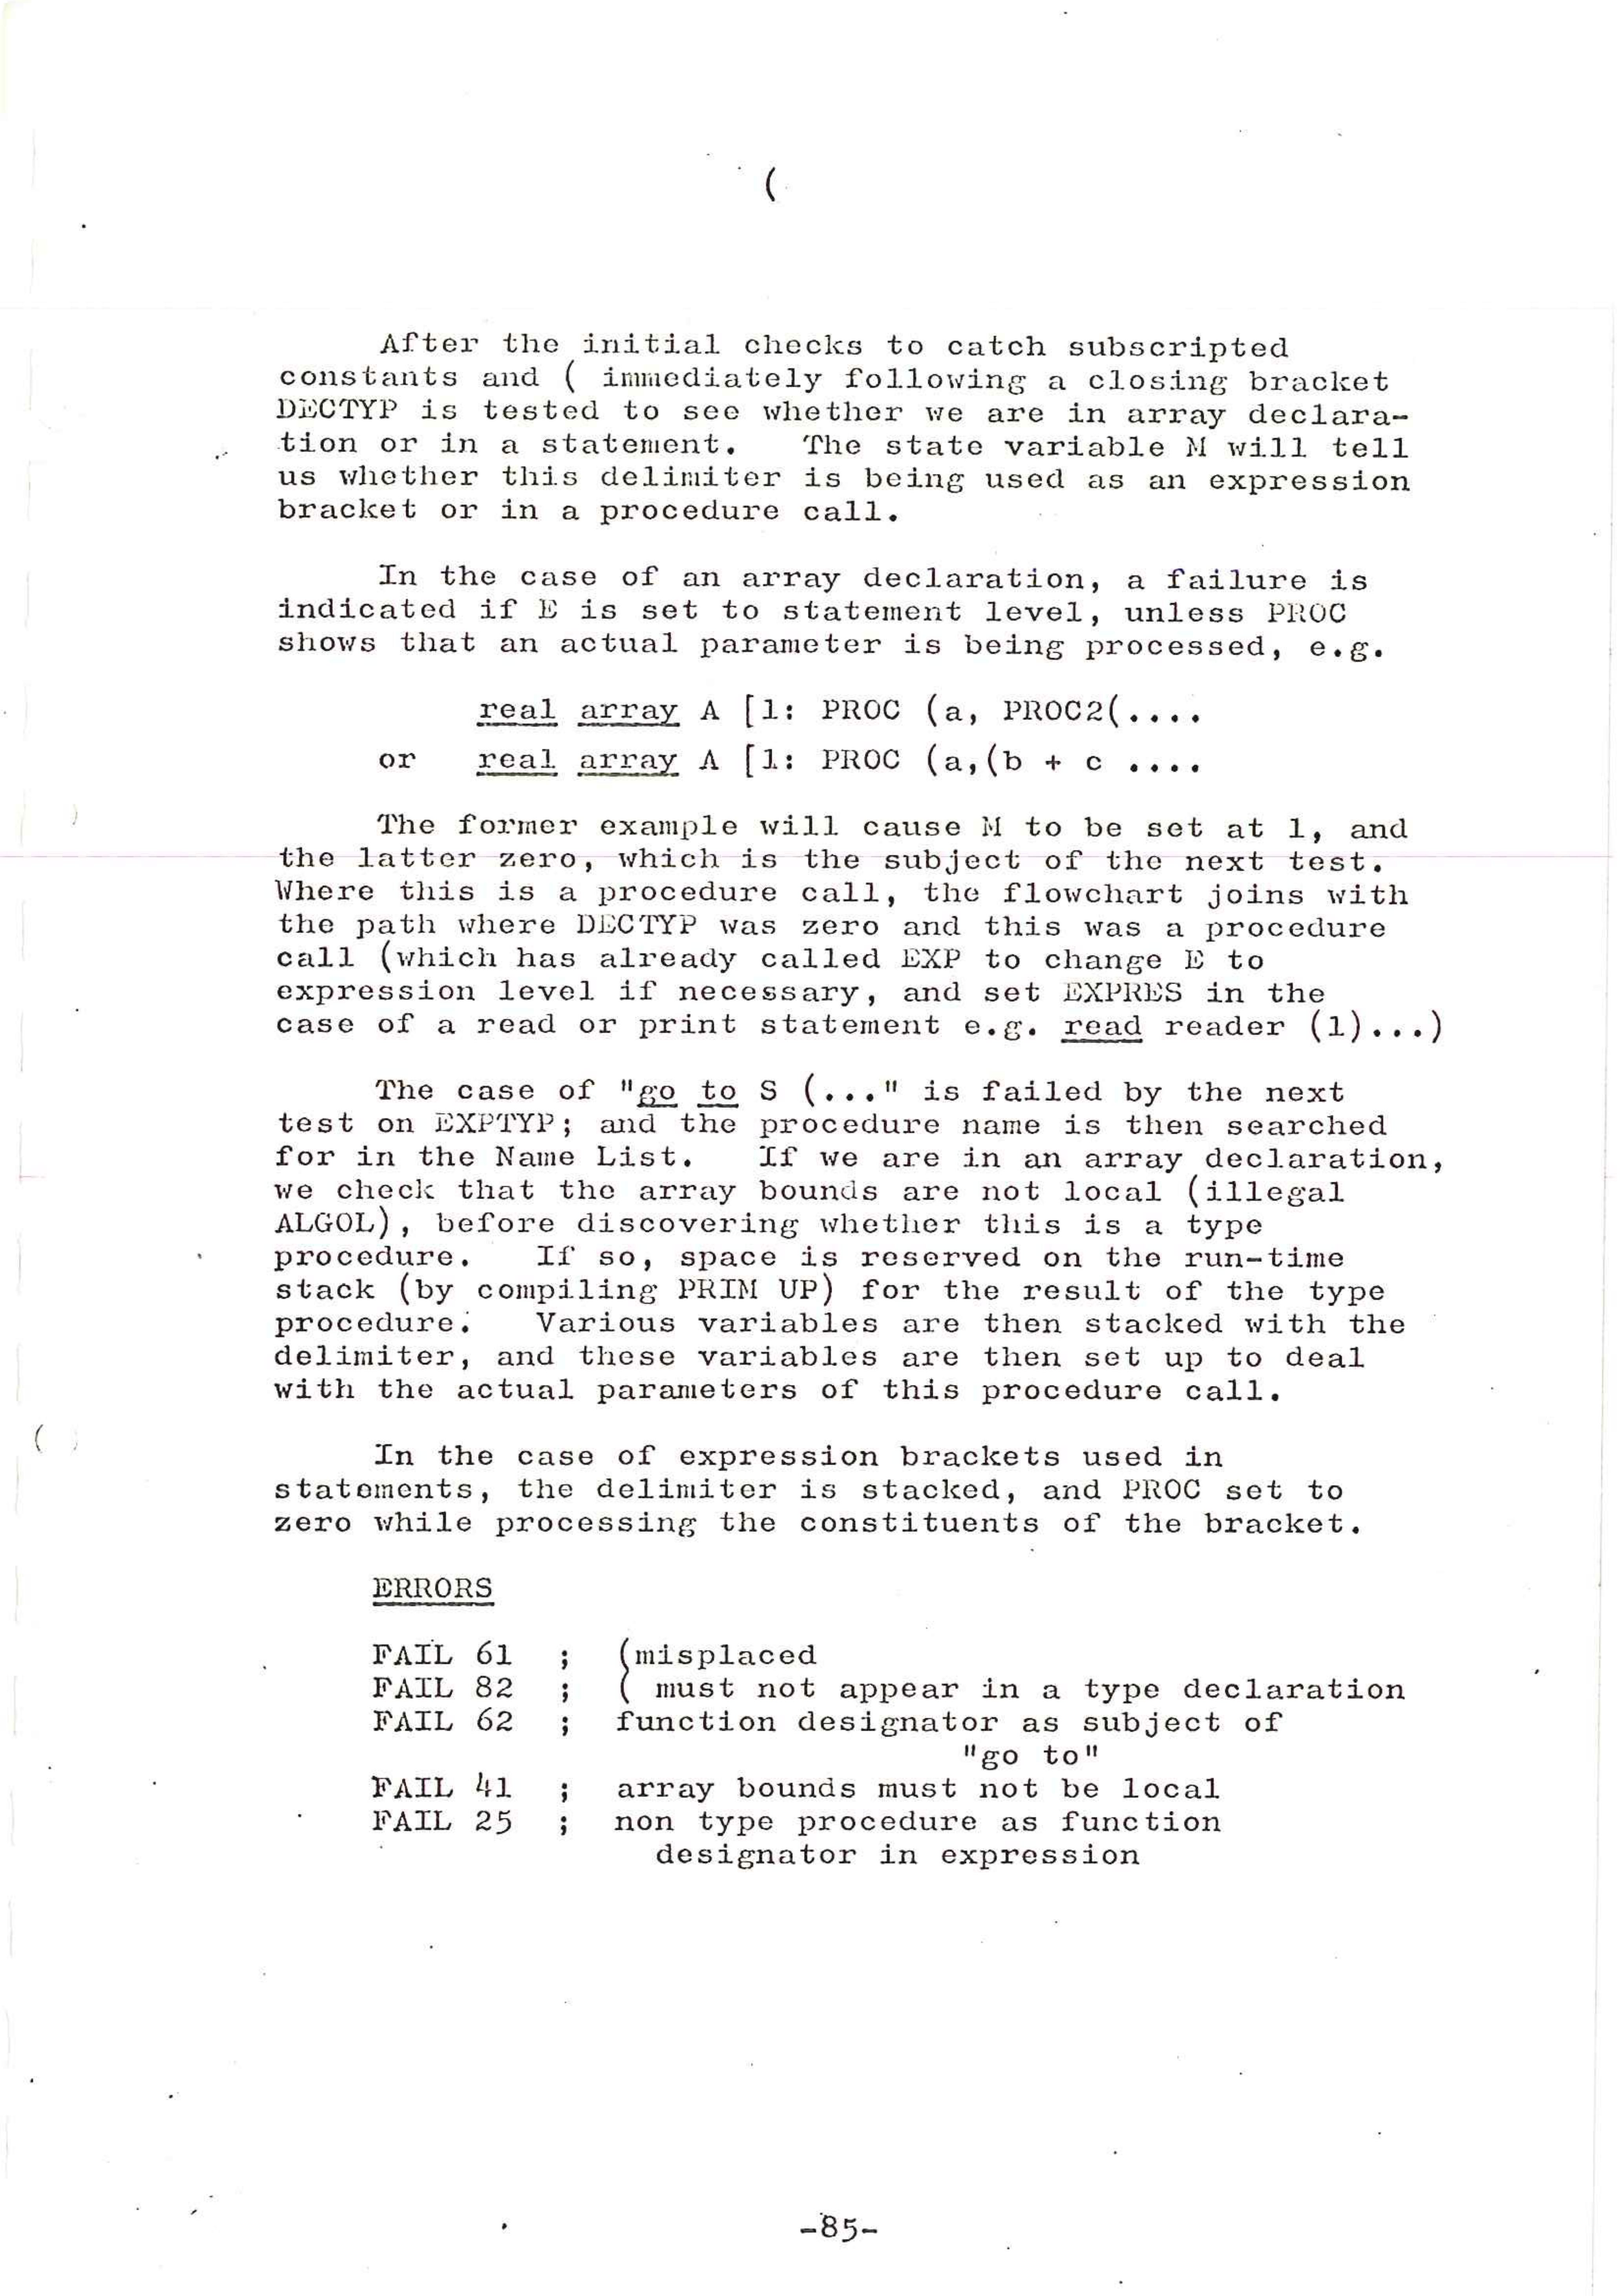 (
After the initial checks to catch subscripted
constants and ( immediately following a closing bracket
DECTYP is tested to see whether we are in array declara-
tion or in a statement. The state variable M will tell
us whether this delimiter is being used as an expression
bracket or in a procedure call.
In the case of an array declaration, a failure is
indicated if E is set to statement level, unless PROC
shows that an actual parameter is being processed, e.g.
real array A [1: PROC (a, PROC2(....
or real array A [1: PROC (a,(b + c ....
The former example will cause M to be set at 1, and
the latter zero, which is the subject of the next test.
Where this is a procedure call, the flowchart joins with
the path where DECTYP was zero and this was a procedure
call (which has already called EXP to change E to
expression level if necessary, and set EXPRES in the
case of a read or print statement e.g. read reader (1)...)
The case of "go to S (..." is failed by the next
test on EXPTYP; and the procedure name is then searched
for in the Name List. If we are in an array declaration,
we check that the array bounds are not local (illegal
ALGOL), before discovering whether this is a type
procedure. If so, space is reserved on the run-time
stack (by compiling PRIM UP) for the result of the type
procedure. Various variables are then stacked with the
delimiter, and these variables are then set up to deal
with the actual parameters of this procedure call.
In the case of expression brackets used in
statements, the delimiter is stacked, and PROC set to
zero while processing the constituents of the bracket.
ERRORS
FAIL 61 ; (misplaced
FAIL 82 ; ( must not appear in a type declaration
FAIL 62 ; function designator as subject of
"go to"
FAIL 41 ; array bounds must not be local
FAIL 25 ; non type procedure as function
designator in expression
-85-